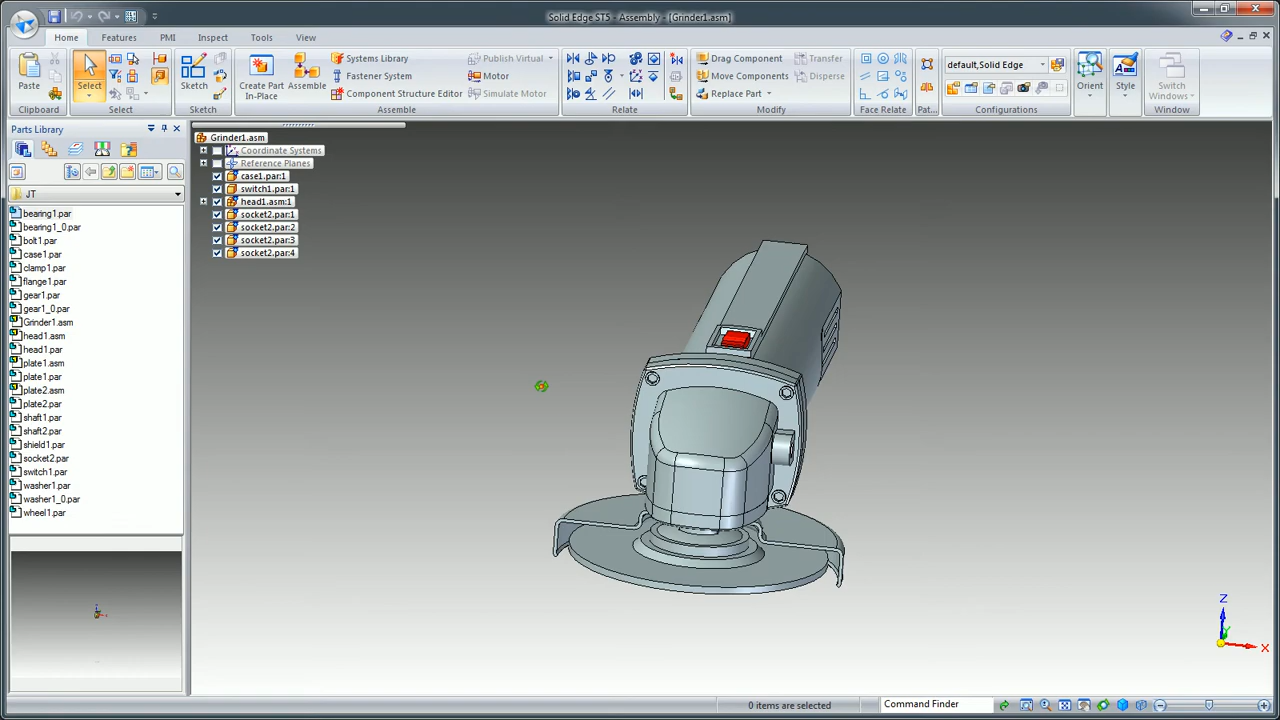 Solid Edge ST5 - Assembly - [Grinder1.asm]
Home Features PMI Inspect Tools View
Paste
Clipboard
Select
Select
Sketch
Sketch
Create Part In-Place
Assemble
Systems Library
Fastener System
Component Structure Editor
Publish Virtual
Motor
Simulate Motor
Assemble
Relate
Drag Component
Move Components
Replace Part
Transfer
Disperse
Modify
Face Relate
Pat...
default,Solid Edge
Configurations
Orient
Style
Switch Windows
Window
Parts Library
JT
bearing1.par
bearing1_0.par
bolt1.par
case1.par
clamp1.par
flange1.par
gear1.par
gear1_0.par
Grinder1.asm
head1.asm
head1.par
plate1.asm
plate1.par
plate2.asm
plate2.par
shaft1.par
shaft2.par
shield1.par
socket2.par
switch1.par
washer1.par
washer1_0.par
wheel1.par
Grinder1.asm
Coordinate Systems
Reference Planes
case1.par:1
switch1.par:1
head1.asm:1
socket2.par:1
socket2.par:2
socket2.par:3
socket2.par:4
Z
Y
X
0 items are selected
Command Finder